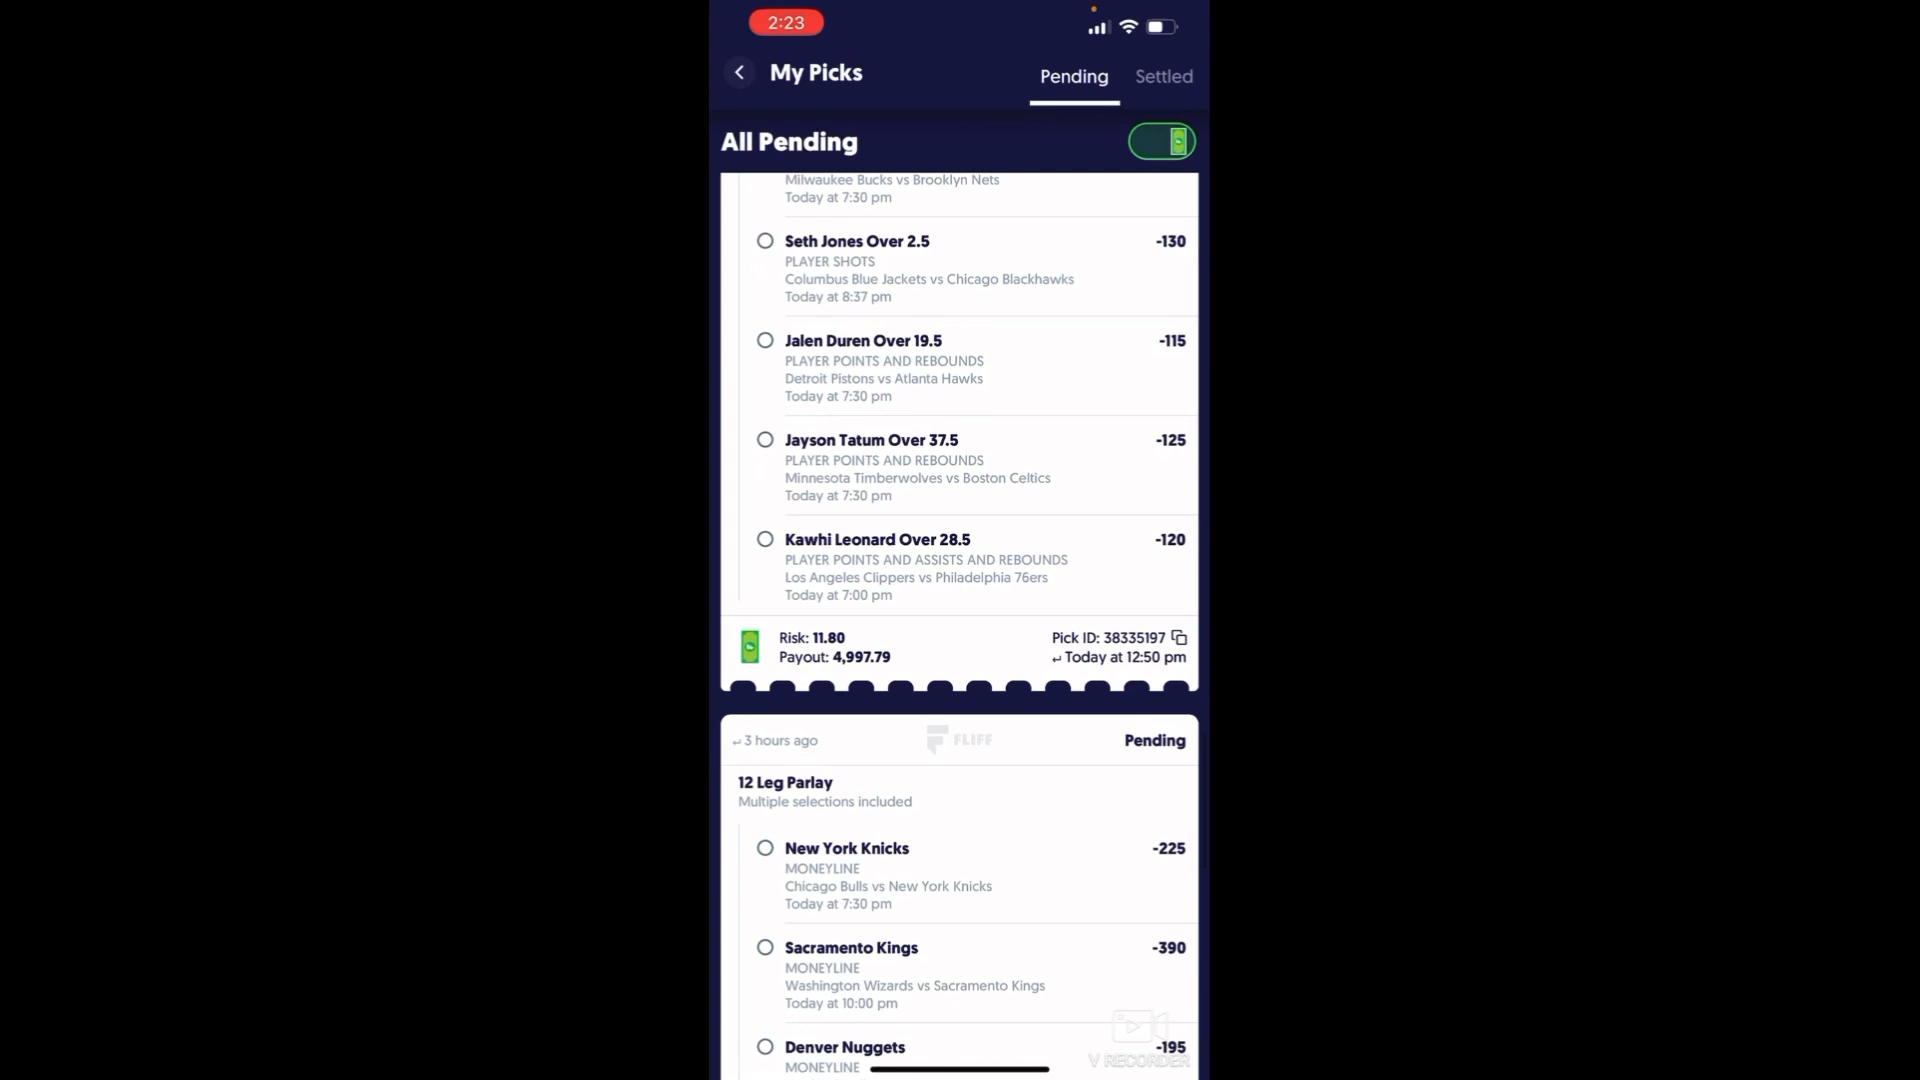 2:23
My Picks
Pending
Settled
All Pending
Milwaukee Bucks vs Brooklyn Nets
Today at 7:30 pm
Seth Jones Over 2.5 -130
PLAYER SHOTS
Columbus Blue Jackets vs Chicago Blackhawks
Today at 8:37 pm
Jalen Duren Over 19.5 -115
PLAYER POINTS AND REBOUNDS
Detroit Pistons vs Atlanta Hawks
Today at 7:30 pm
Jayson Tatum Over 37.5 -125
PLAYER POINTS AND REBOUNDS
Minnesota Timberwolves vs Boston Celtics
Today at 7:30 pm
Kawhi Leonard Over 28.5 -120
PLAYER POINTS AND ASSISTS AND REBOUNDS
Los Angeles Clippers vs Philadelphia 76ers
Today at 7:00 pm
Risk: 11.80 Pick ID: 38335197
Payout: 4,997.79 Today at 12:50 pm
3 hours ago FLIFF Pending
12 Leg Parlay
Multiple selections included
New York Knicks -225
MONEYLINE
Chicago Bulls vs New York Knicks
Today at 7:30 pm
Sacramento Kings -390
MONEYLINE
Washington Wizards vs Sacramento Kings
Today at 10:00 pm
Denver Nuggets -195
MONEYLINE
V RECORDER